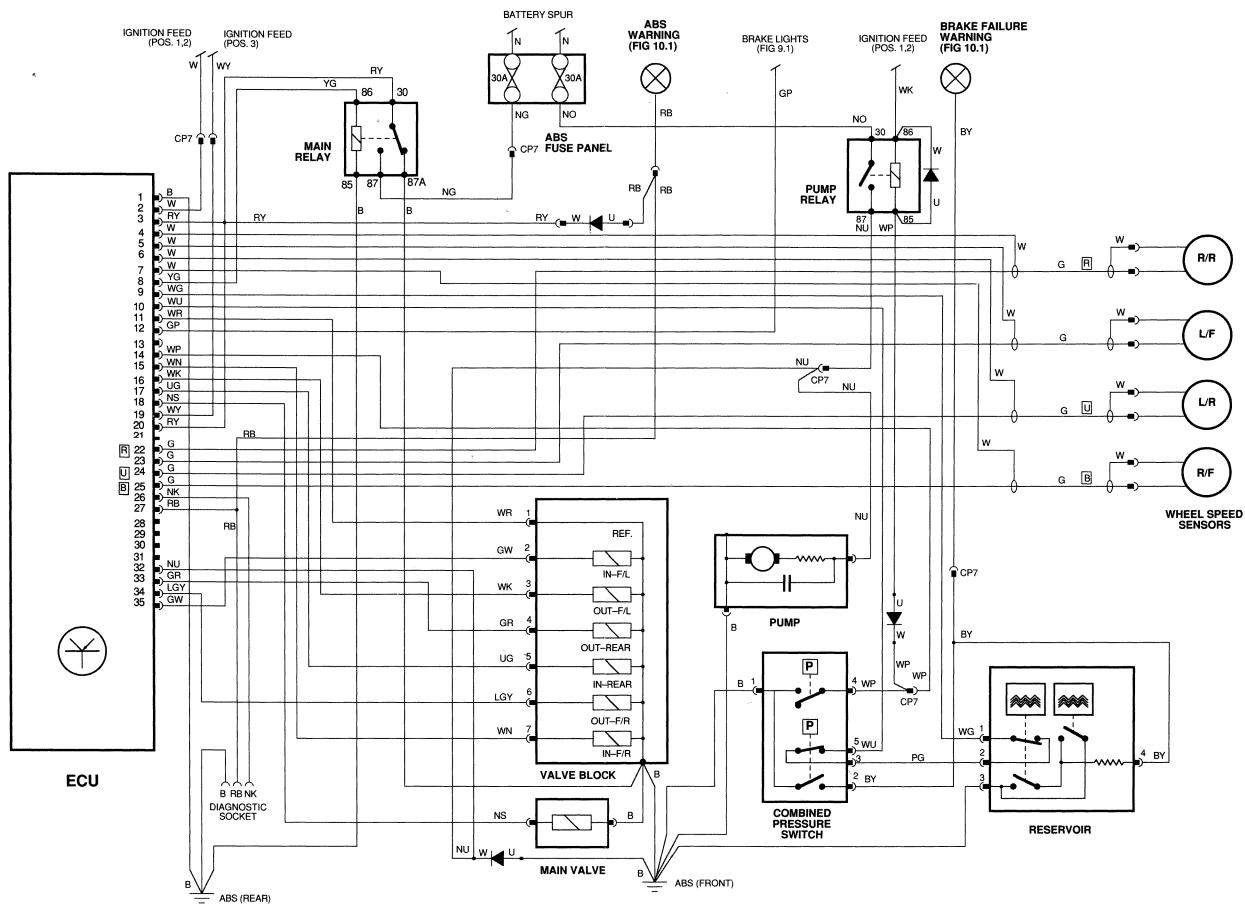 BATTERY SPUR
IGNITION FEED
(POS. 1,2)
IGNITION FEED
(POS. 3)
ABS
WARNING
(FIG 10.1)
BRAKE LIGHTS
(FIG 9.1)
IGNITION FEED
(POS. 1,2)
BRAKE FAILURE
WARNING
(FIG 10.1)
W
WY
N
N
RY
YG
86
30
30A
30A
GP
WK
NG
NO
RB
NO
30
86
BY
CP7
MAIN
RELAY
CP7
ABS
FUSE PANEL
W
85
87
87A
NG
RB
RB
PUMP
RELAY
U
B
B
87
85
NU
WP
1 B
2 W
3 RY
RY
RY
W
U
4 W
5 W
6 W
7 W
8 YG
9 WG
10 WU
11 WR
12 GP
13
14 WP
15 WN
16 WK
17 UG
18 NS
19 WY
20 RY
21
R 22 G
23 G
U 24 G
B 25 G
26 NK
27 RB
28
29
30
31
32 NU
33 GR
34 LGY
35 GW
ECU
W
G
R
W
R/R
W
G
W
L/F
W
G
U
W
L/R
W
G
B
W
R/F
WHEEL SPEED
SENSORS
NU
CP7
NU
RB
RB
NU
WR 1
REF.
GW 2
IN-F/L
WK 3
OUT-F/L
GR 4
OUT-REAR
UG 5
IN-REAR
LGY 6
OUT-F/R
WN 7
IN-F/R
VALVE BLOCK
B
NS
B
MAIN VALVE
NU
W
U
PUMP
B
CP7
U
W
WP
WP
CP7
BY
B 1
P
P
4 WP
5 WU
3
PG
2 BY
COMBINED
PRESSURE
SWITCH
WG 1
2
3
4 BY
RESERVOIR
B RB NK
DIAGNOSTIC
SOCKET
B
ABS (REAR)
B
ABS (FRONT)